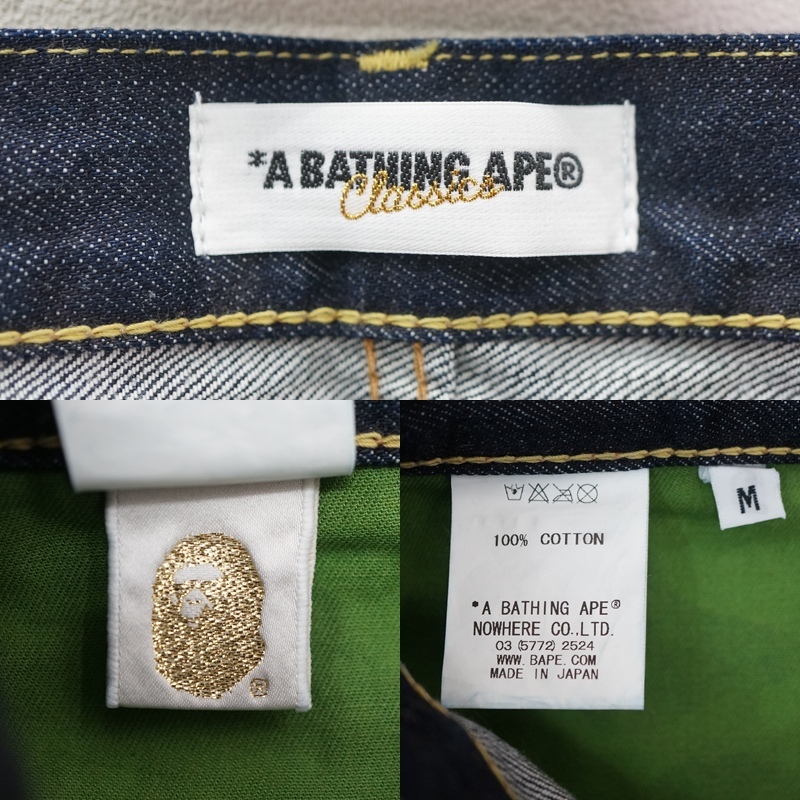 *A BATHING APE®
Classics
®
100% COTTON
*A BATHING APE®
NOWHERE CO.,LTD.
03 (5772) 2524
WWW. BAPE. COM
MADE IN JAPAN
M